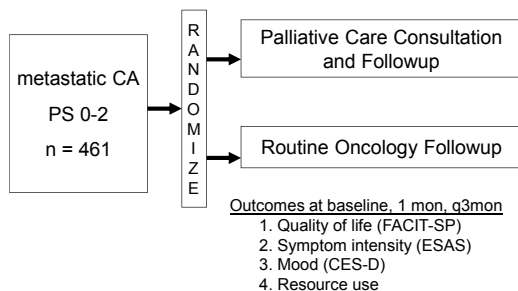 metastatic CA
PS 0-2
n = 461
R
A
N
D
O
M
I
Z
E
Palliative Care Consultation
and Followup
Routine Oncology Followup
Outcomes at baseline, 1 mon, q3mon
1. Quality of life (FACIT-SP)
2. Symptom intensity (ESAS)
3. Mood (CES-D)
4. Resource use